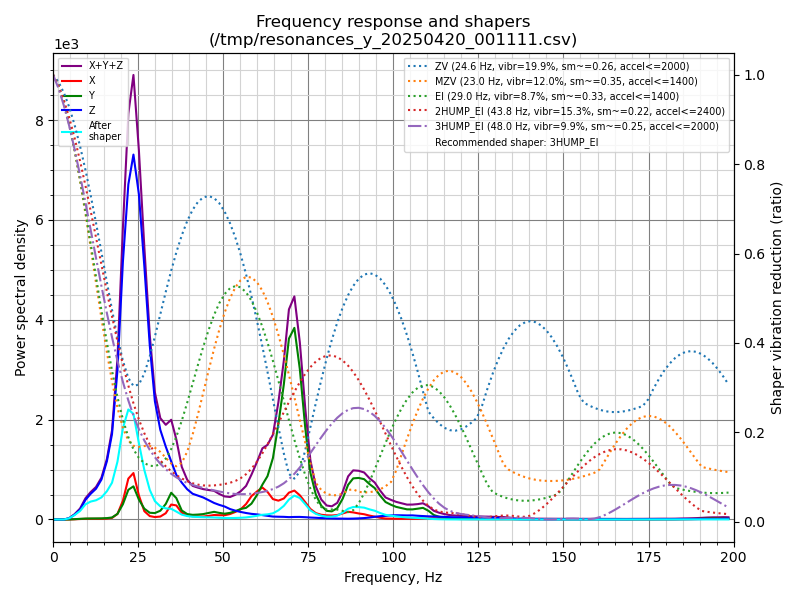 Frequency response and shapers
(/tmp/resonances_y_20250420_001111.csv)
1e3
X+Y+Z
X
Y
Z
After
shaper
ZV (24.6 Hz, vibr=19.9%, sm~=0.26, accel<=2000)
MZV (23.0 Hz, vibr=12.0%, sm~=0.35, accel<=1400)
EI (29.0 Hz, vibr=8.7%, sm~=0.33, accel<=1400)
2HUMP_EI (43.8 Hz, vibr=15.3%, sm~=0.22, accel<=2400)
3HUMP_EI (48.0 Hz, vibr=9.9%, sm~=0.25, accel<=2000)
Recommended shaper: 3HUMP_EI
Power spectral density
8
6
4
2
0
1.0
0.8
0.6
0.4
0.2
0.0
Shaper vibration reduction (ratio)
0 25 50 75 100 125 150 175 200
Frequency, Hz